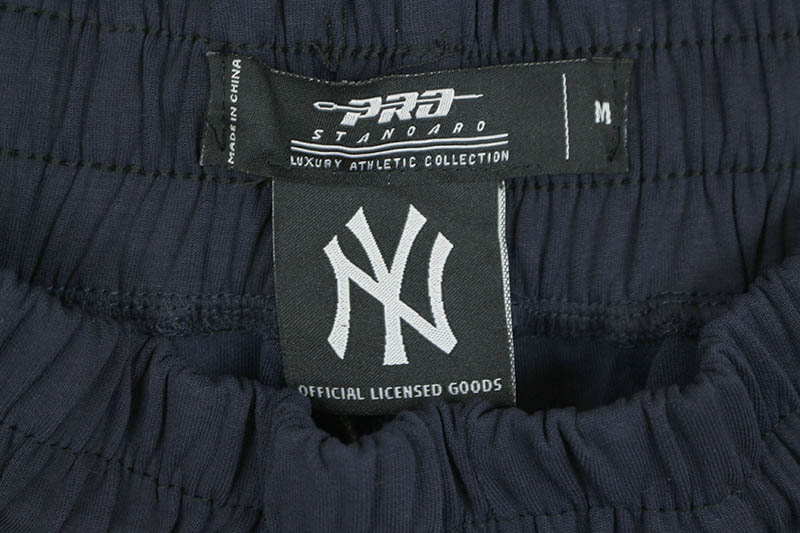 MADE IN CHINA
PRO
STANDARD
LUXURY ATHLETIC COLLECTION
M
NY
OFFICIAL LICENSED GOODS